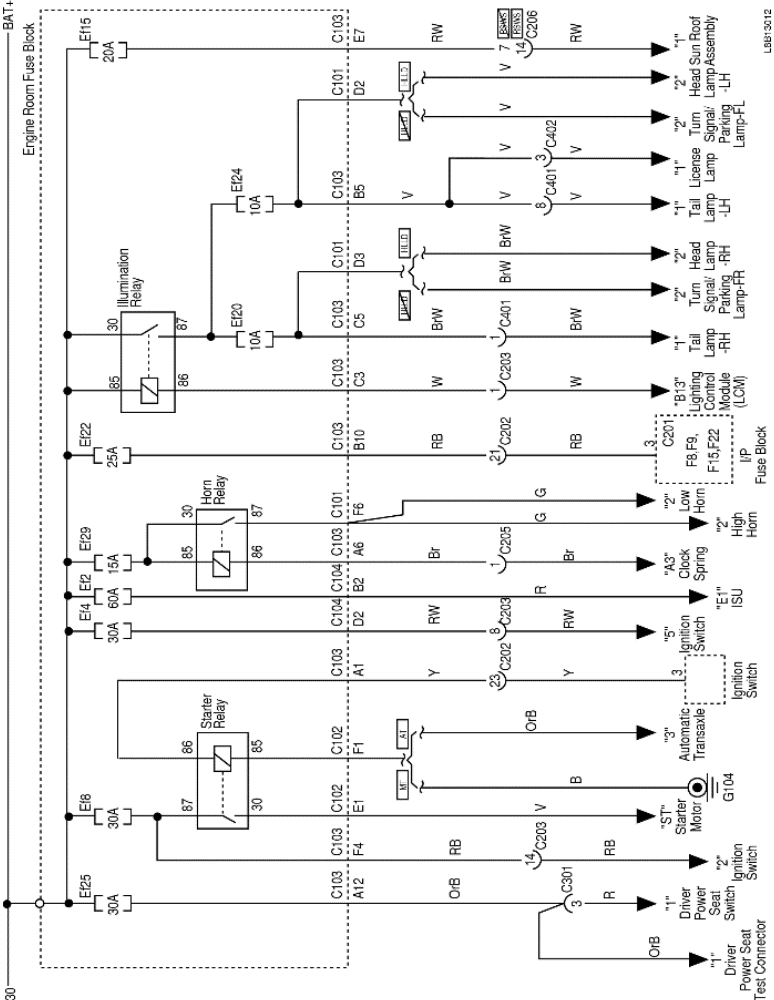 30
BAT+
Engine Room Fuse Block
Ef25
30A
Ef8
30A
Ef4
30A
Ef2
60A
Ef29
15A
Ef22
25A
Ef15
20A
Illumination
Relay
30
87
85
86
Starter
Relay
87
30
86
85
Horn
Relay
85
86
30
87
Ef20
10A
Ef24
10A
C103
A12
C103
F4
C102
E1
C102
F1
C103
A1
C104
D2
C104
B2
C103
A6
C101
F6
C103
B10
C103
C3
C103
C5
C101
D3
C103
B5
C101
D2
C103
E7
OrB
RB
MT
AT
Y
RW
R
Br
G
G
RB
W
BrW
HLLD
HLLD
V
HLLD
HLLD
RW
3
C301
14
C203
V
B
OrB
23
C202
8
C203
1
C205
21
C202
1
C203
1
C401
BrW
BrW
8
C401
3
C402
V
V
V
V
7
14
C206
OrB
R
RB
Y
RW
Br
RB
W
BrW
V
V
RW
"1"
Driver
Power Seat
Test Connector
"1"
Driver
Power
Seat
Switch
"2"
Ignition
Switch
"ST"
Starter
Motor
G104
"3"
Automatic
Transaxle
3
Ignition
Switch
"5"
Ignition
Switch
"E1"
ISU
"A3"
Clock
Spring
"2"
High
Horn
"2"
Low
Horn
3
C201
F8,F9,
F15,F22
I/P
Fuse Block
"B13"
Lighting
Control
Module
(LCM)
"1"
Tail
Lamp
-RH
"2"
Turn
Signal/
Parking
Lamp-FR
"2"
Head
Lamp
-RH
"1"
Tail
Lamp
-LH
"1"
License
Lamp
"2"
Turn
Signal/
Parking
Lamp-FL
"2"
Head
Lamp
-LH
"1"
Sun Roof
Assembly
L8B13012